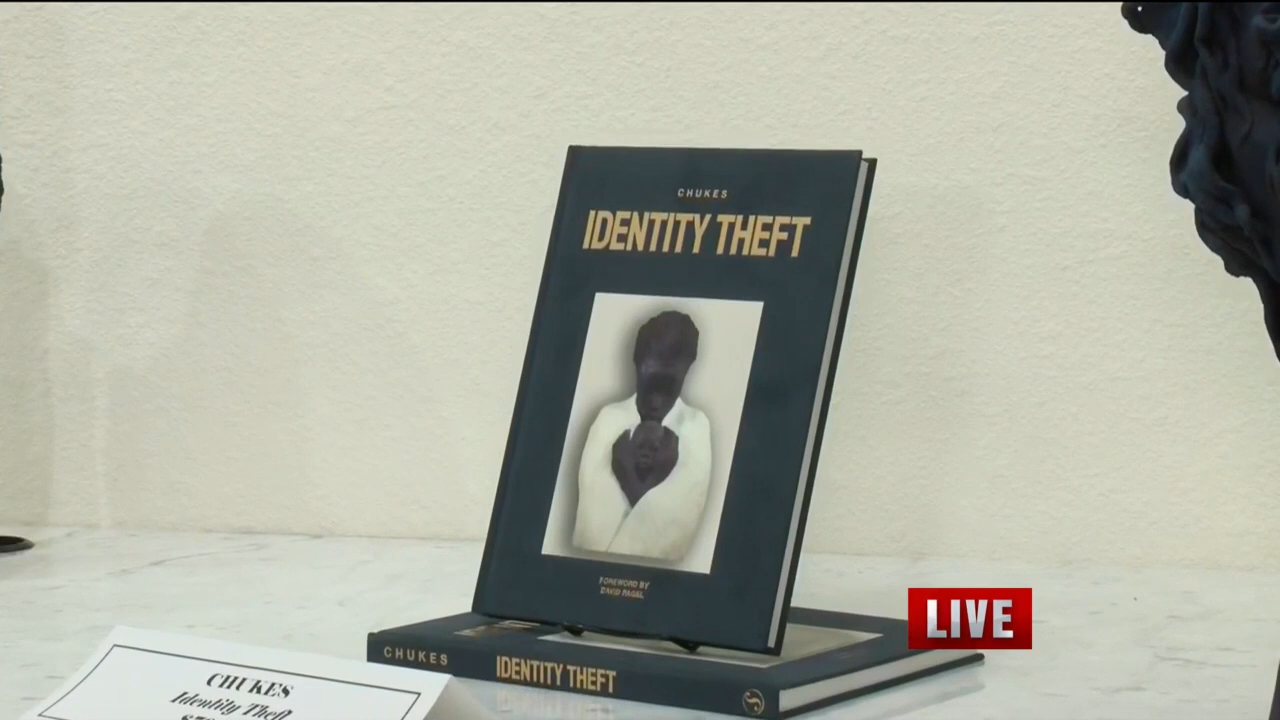 CHUKES
IDENTITY THEFT
FOREWORD BY
DAVID PAGEL
LIVE
CHUKES
IDENTITY THEFT
CHUKES
Identity Theft